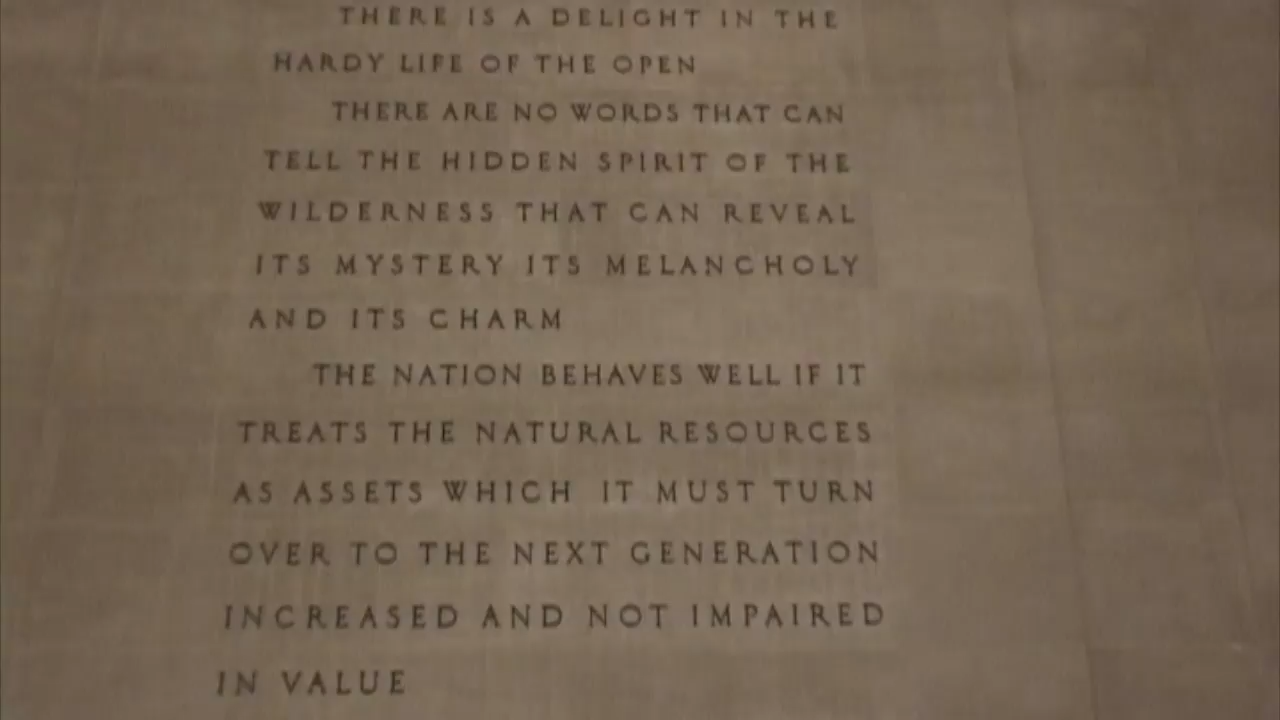 THERE IS A DELIGHT IN THE
HARDY LIFE OF THE OPEN
THERE ARE NO WORDS THAT CAN
TELL THE HIDDEN SPIRIT OF THE
WILDERNESS THAT CAN REVEAL
ITS MYSTERY ITS MELANCHOLY
AND ITS CHARM
THE NATION BEHAVES WELL IF IT
TREATS THE NATURAL RESOURCES
AS ASSETS WHICH IT MUST TURN
OVER TO THE NEXT GENERATION
INCREASED AND NOT IMPAIRED
IN VALUE